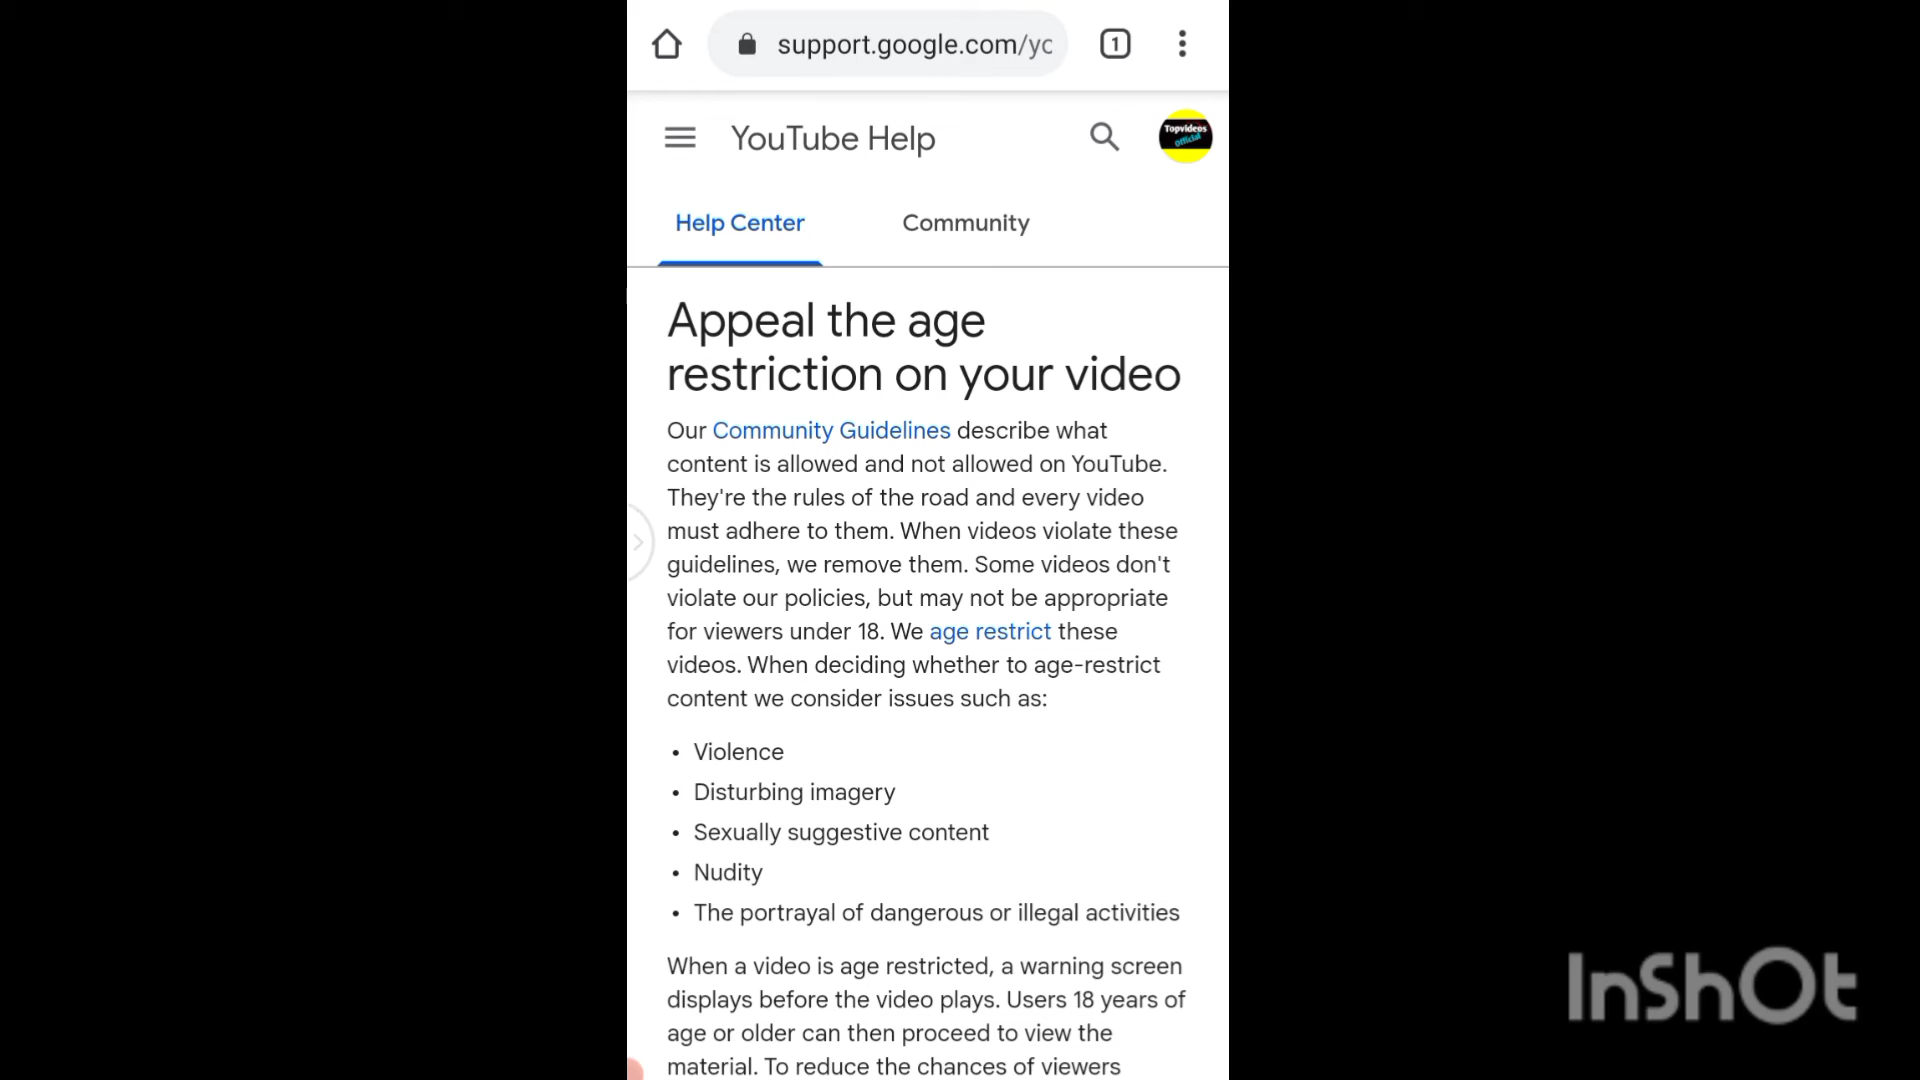 support.google.com/yc
1
YouTube Help
Topvideos
official
Help Center
Community
Appeal the age
restriction on your video
Our Community Guidelines describe what
content is allowed and not allowed on YouTube.
They're the rules of the road and every video
must adhere to them. When videos violate these
guidelines, we remove them. Some videos don't
violate our policies, but may not be appropriate
for viewers under 18. We age restrict these
videos. When deciding whether to age-restrict
content we consider issues such as:
• Violence
• Disturbing imagery
• Sexually suggestive content
• Nudity
• The portrayal of dangerous or illegal activities
When a video is age restricted, a warning screen
displays before the video plays. Users 18 years of
age or older can then proceed to view the
material. To reduce the chances of viewers
InShOt